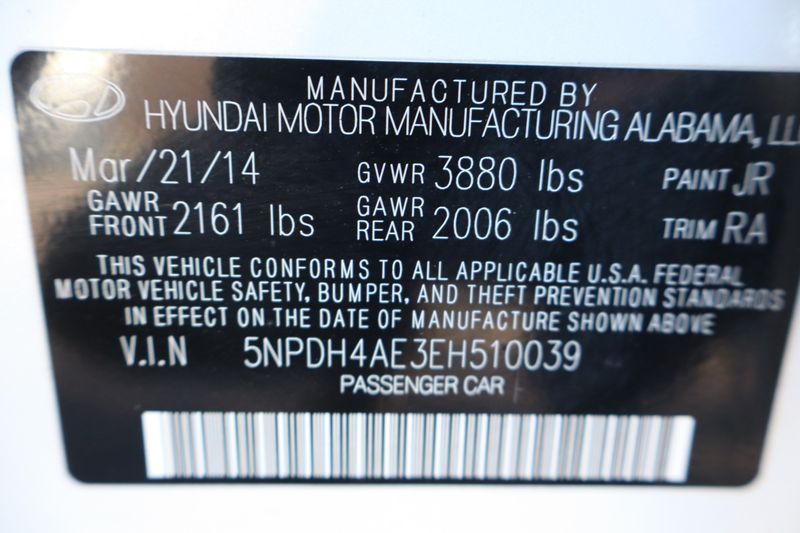 MANUFACTURED BY
HYUNDAI MOTOR MANUFACTURING ALABAMA, LL
Mar/21/14 GVWR 3880 lbs PAINT JR
GAWR FRONT 2161 lbs GAWR REAR 2006 lbs TRIM RA
THIS VEHICLE CONFORMS TO ALL APPLICABLE U.S.A. FEDERAL
MOTOR VEHICLE SAFETY, BUMPER, AND THEFT PREVENTION STANDARDS
IN EFFECT ON THE DATE OF MANUFACTURE SHOWN ABOVE
V.I.N 5NPDH4AE3EH510039
PASSENGER CAR